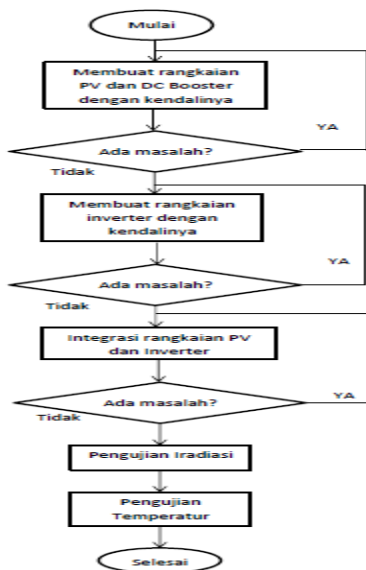 Mulai
Membuat rangkaian
PV dan DC Booster
dengan kendalinya
YA
Ada masalah?
Tidak
Membuat rangkaian
inverter dengan
kendalinya
YA
Ada masalah?
Tidak
Integrasi rangkaian PV
dan Inverter
YA
Ada masalah?
Tidak
Pengujian Iradiasi
Pengujian
Temperatur
Selesai